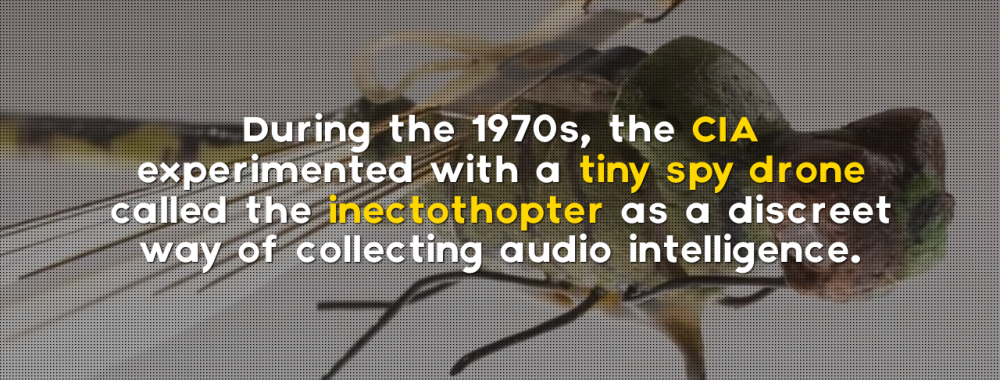 During the 1970s, the CIA
experimented with a tiny spy drone
called the inectothopter as a discreet
way of collecting audio intelligence.